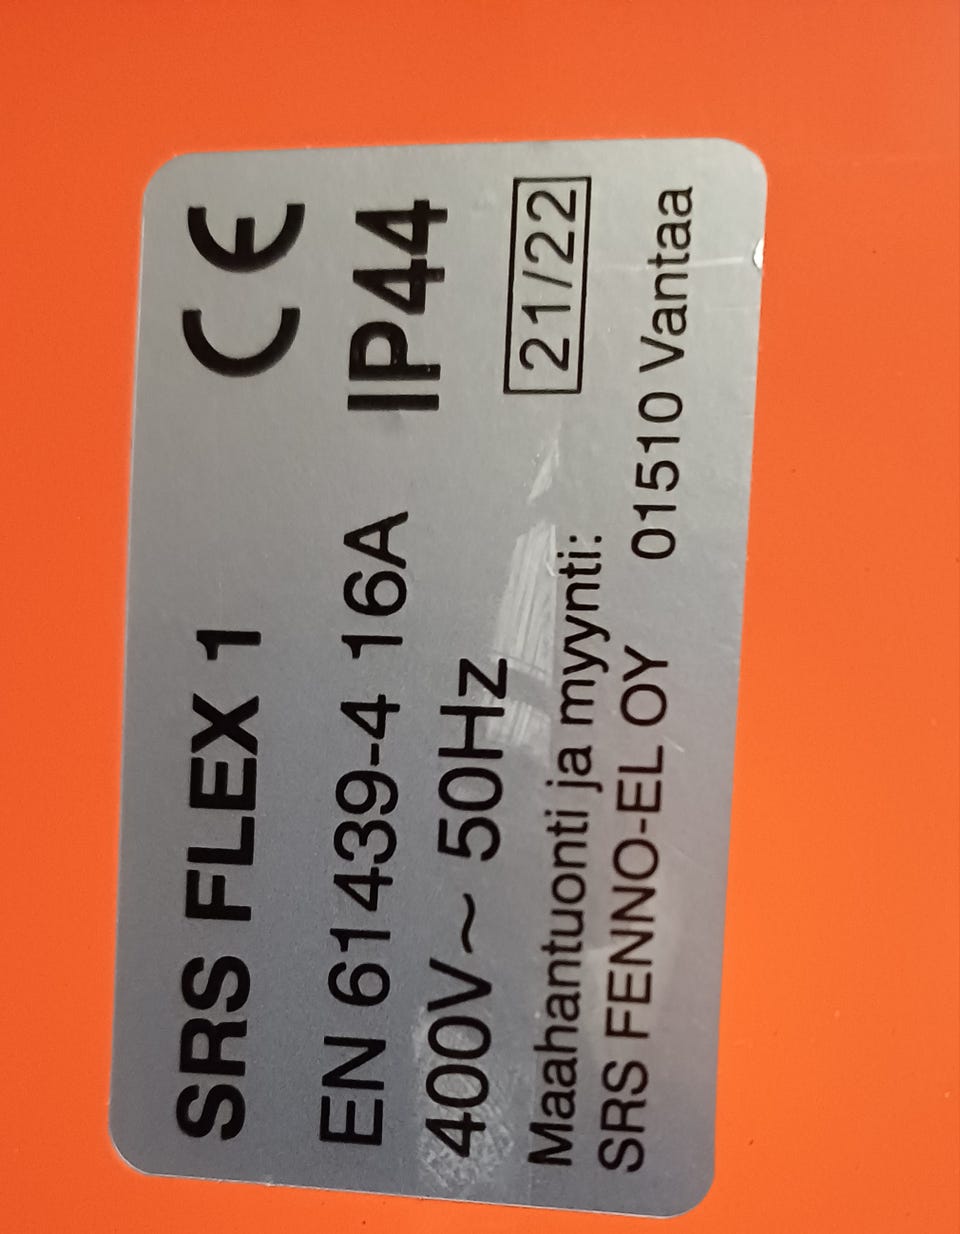 SRS FLEX 1 CE
EN 61439-4 16A IP44
400V~ 50Hz
21/22
Maahantuonti ja myynti:
SRS FENNO-EL OY 01510 Vantaa